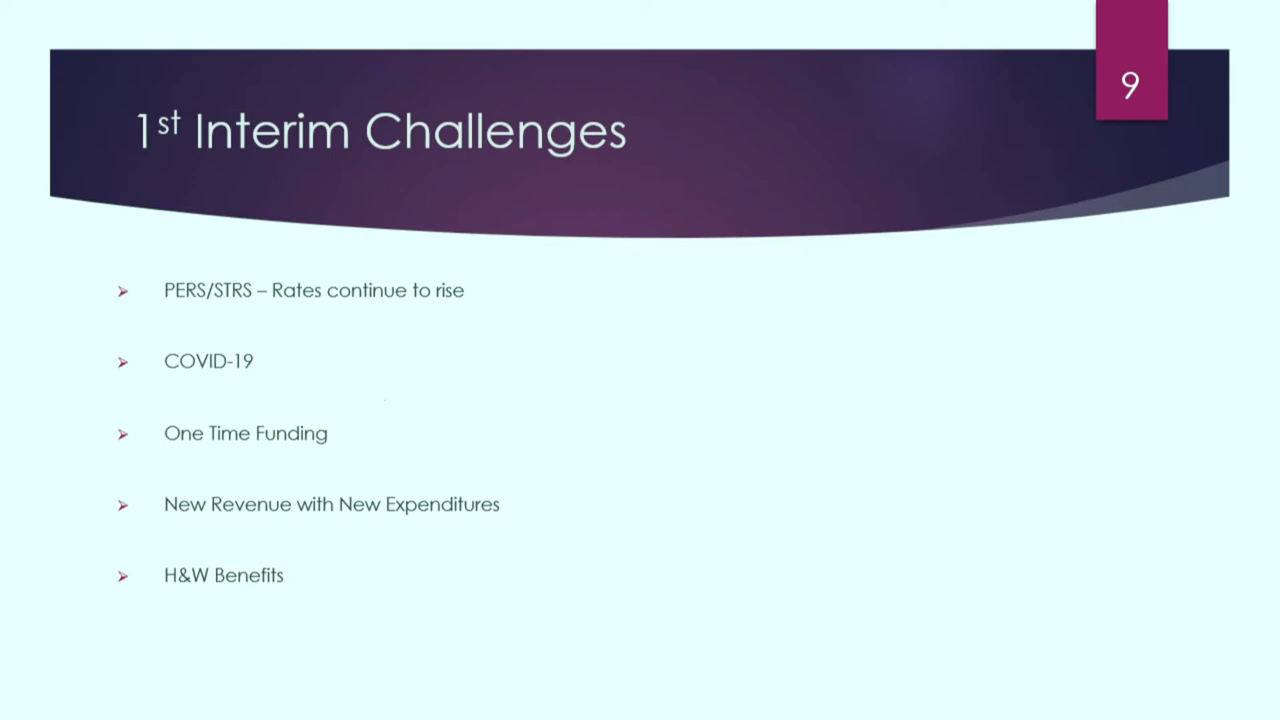 9
1st Interim Challenges
PERS/STRS – Rates continue to rise
COVID-19
One Time Funding
New Revenue with New Expenditures
H&W Benefits